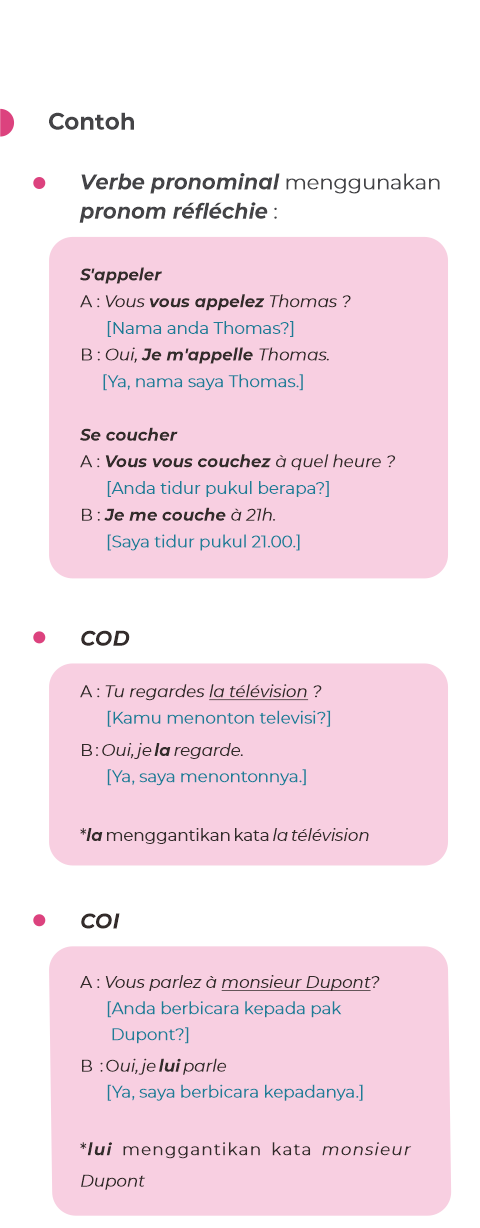 Contoh
Verbe pronominal menggunakan
pronom réfléchie :
S'appeler
A : Vous vous appelez Thomas ?
[Nama anda Thomas?]
B : Oui, Je m'appelle Thomas.
[Ya, nama saya Thomas.]
Se coucher
A : Vous vous couchez à quel heure ?
[Anda tidur pukul berapa?]
B : Je me couche à 21h.
[Saya tidur pukul 21.00.]
COD
A : Tu regardes la télévision ?
[Kamu menonton televisi?]
B : Oui, je la regarde.
[Ya, saya menontonnya.]
*la menggantikan kata la télévision
COI
A : Vous parlez à monsieur Dupont?
[Anda berbicara kepada pak
Dupont?]
B : Oui, je lui parle
[Ya, saya berbicara kepadanya.]
*lui menggantikan kata monsieur
Dupont